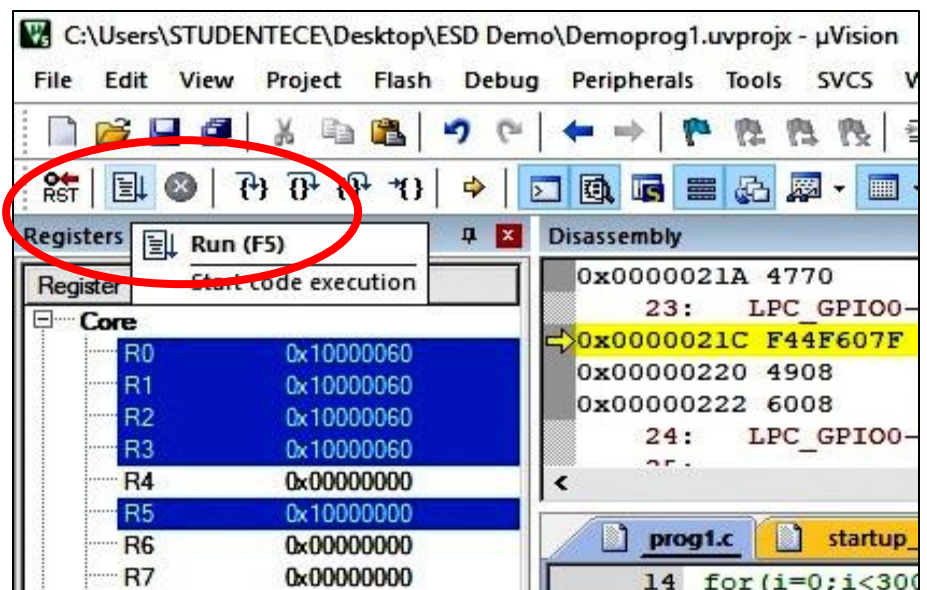 C:\Users\STUDENTECE\Desktop\ESD Demo\Demoprog1.uvprojx - µVision
File Edit View Project Flash Debug Peripherals Tools SVCS
RST
Registers
Disassembly
Run (F5)
Start code execution
Register
Core
R0 0x10000060
R1 0x10000060
R2 0x10000060
R3 0x10000060
R4 0x00000000
R5 0x10000000
R6 0x00000000
R7 0x00000000
0x0000021A 4770
23: LPC_GPIO0-
0x0000021C F44F607F
0x00000220 4908
0x00000222 6008
24: LPC_GPIO0-
prog1.c startup_
14 for(i=0;i<300